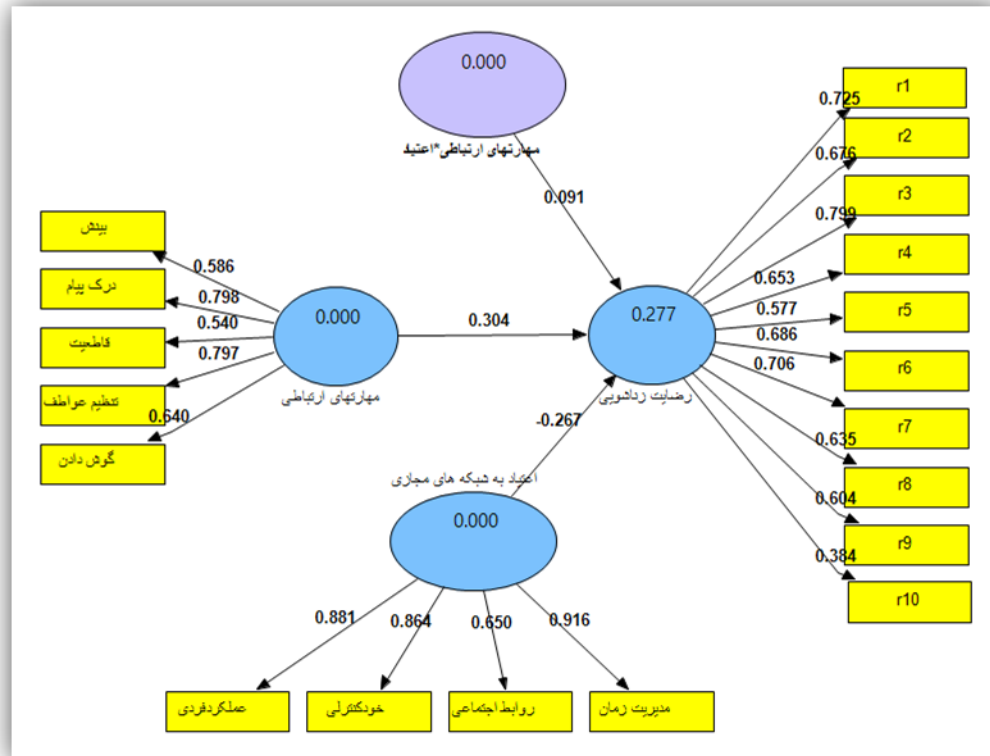 0.000
مهارتهای ارتباطی*اعتید
0.091
بینش
درک پیام
قاطعیت
تنظیم عواطف
گوش دادن
0.586
0.798
0.540
0.797
0.640
0.000
مهارتهای ارتباطی
0.304
0.277
رضایت زناشویی
-0.267
اعتیاد به شبکه های مجازی
0.000
0.881
0.864
0.650
0.916
عملکردفردی
خودکنترلی
روابط اجتماعی
مدیریت زمان
0.725
0.676
0.799
0.653
0.577
0.686
0.706
0.635
0.604
0.384
r1
r2
r3
r4
r5
r6
r7
r8
r9
r10